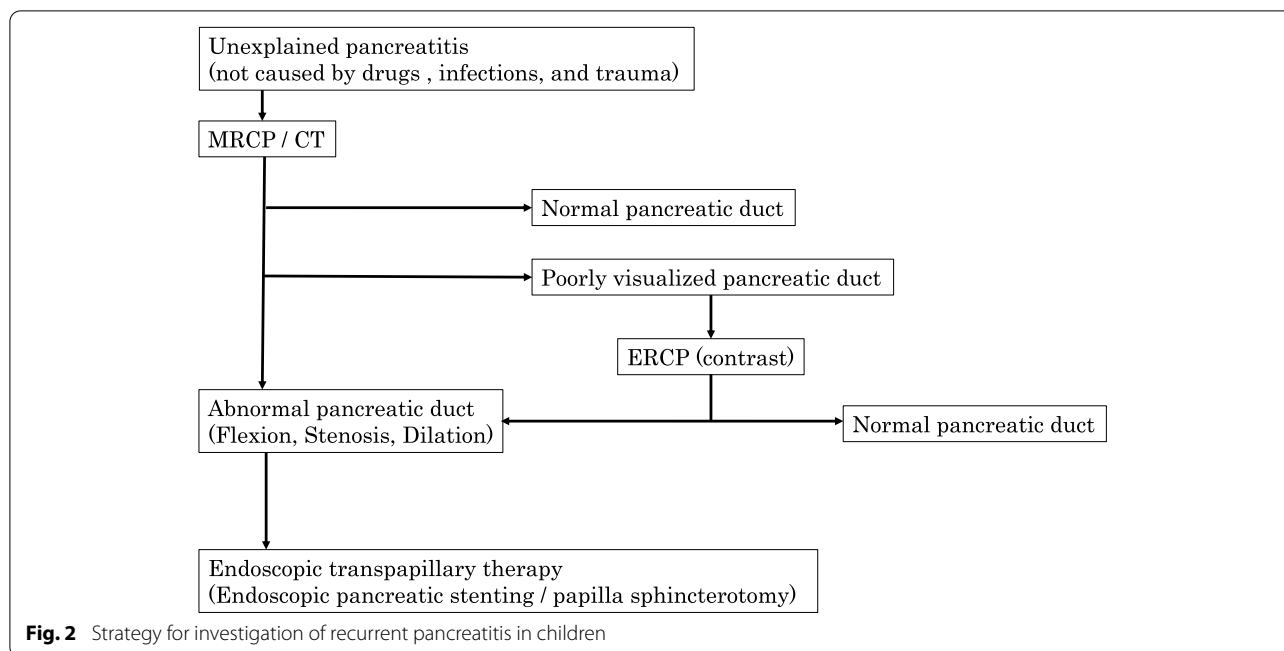 Unexplained pancreatitis
(not caused by drugs , infections, and trauma)
MRCP / CT
Normal pancreatic duct
Poorly visualized pancreatic duct
ERCP (contrast)
Abnormal pancreatic duct
(Flexion, Stenosis, Dilation)
Normal pancreatic duct
Endoscopic transpapillary therapy
(Endoscopic pancreatic stenting / papilla sphincterotomy)
Fig. 2 Strategy for investigation of recurrent pancreatitis in children